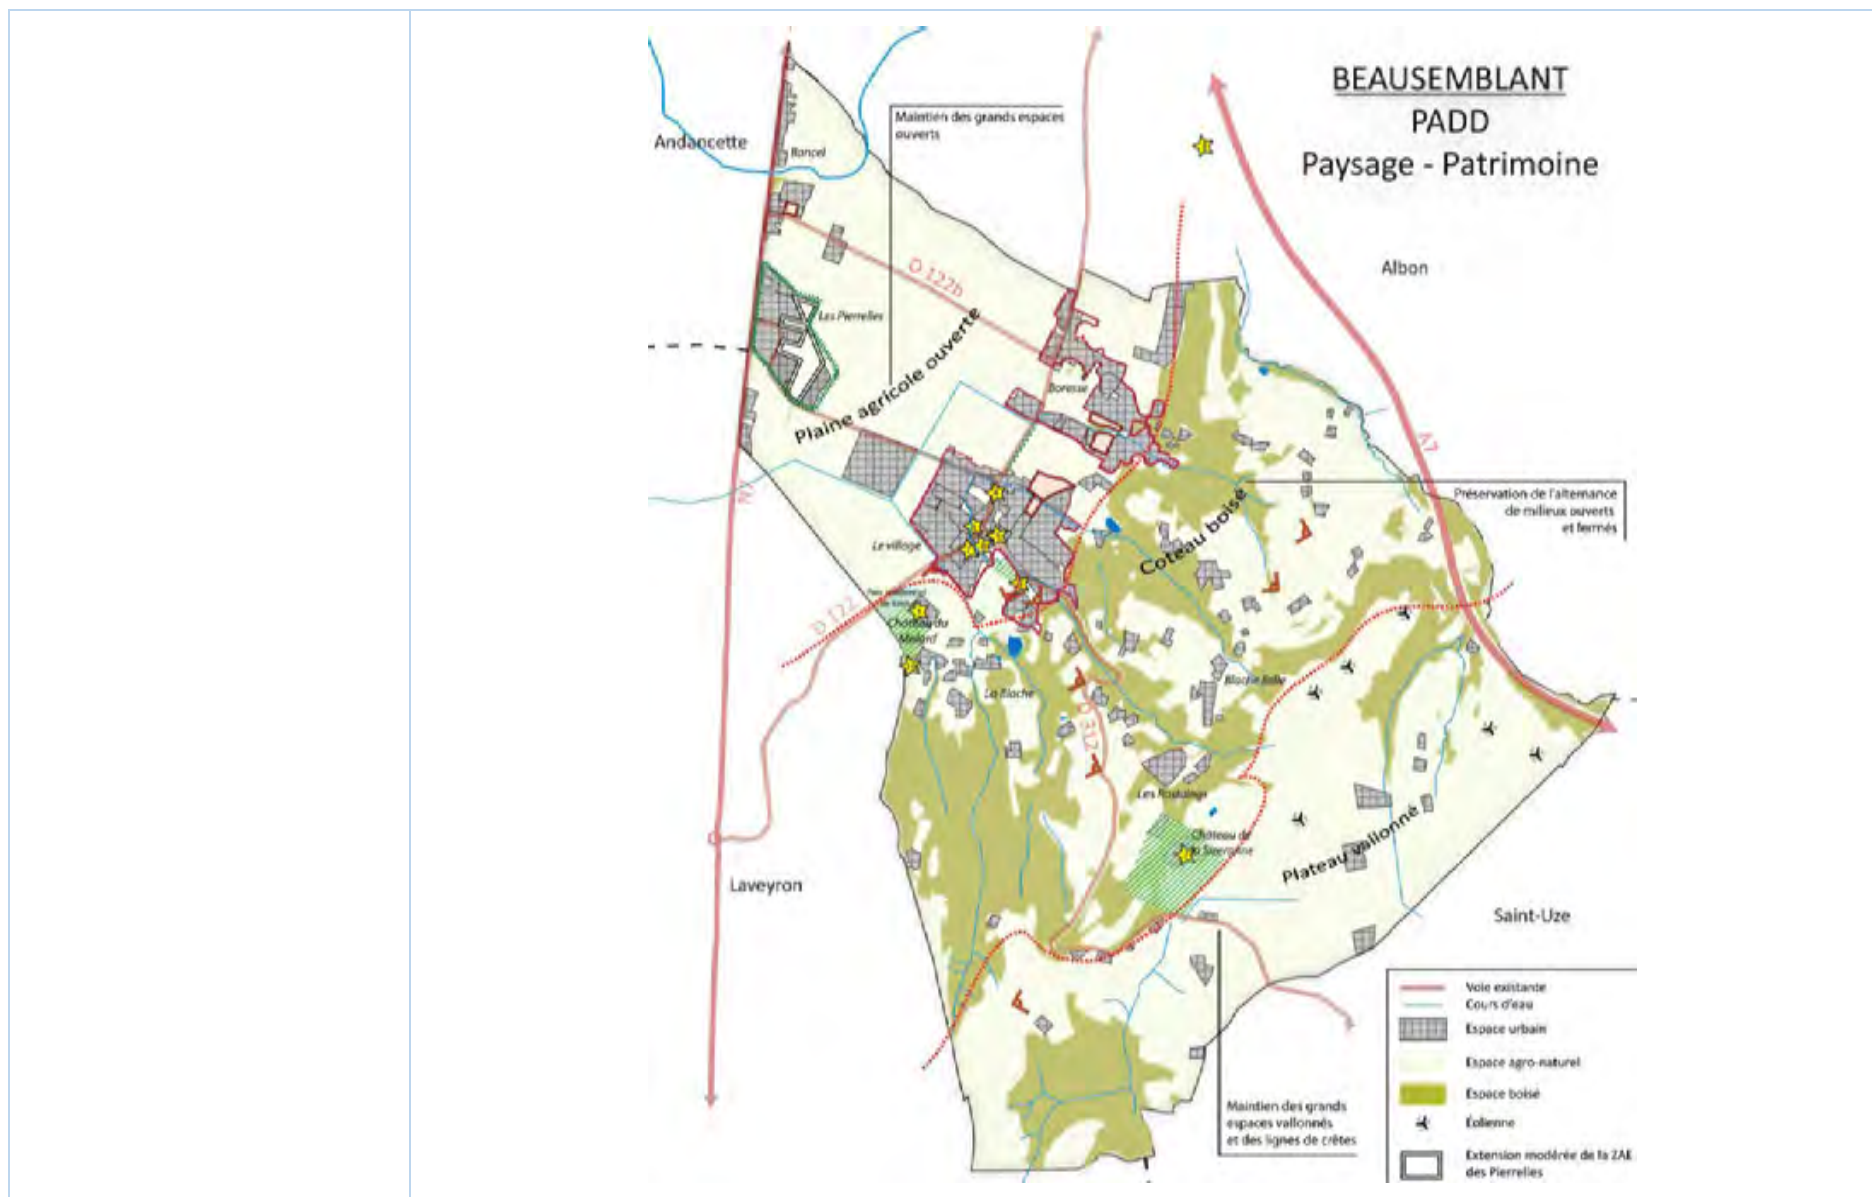 BEAUSEMBLANT
PADD
Paysage - Patrimoine
Maintien des grands espaces
ouverts
Andancette
Bancel
Albon
D 122b
Les Pierrelles
Plaine agricole ouverte
Boresse
A7
N7
Préservation de l'alternance
de milieux ouverts
et fermés
Coteau boisé
Le village
D 122
Château du
Molard
La Blache
Blache Balle
D 312
Château de
la Sizeranne
Plateau vallonné
Laveyron
Saint-Uze
Maintien des grands
espaces vallonnés
et des lignes de crêtes
Voie existante
Cours d'eau
Espace urbain
Espace agro-naturel
Espace boisé
Éolienne
Extension modérée de la ZAE
des Pierrelles